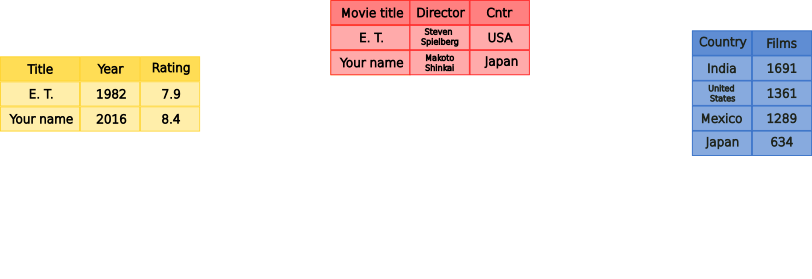 Title Year Rating
E. T. 1982 7.9
Your name 2016 8.4
Movie title Director Cntr
E. T. Steven Spielberg USA
Your name Makoto Shinkai Japan
Country Films
India 1691
United States 1361
Mexico 1289
Japan 634